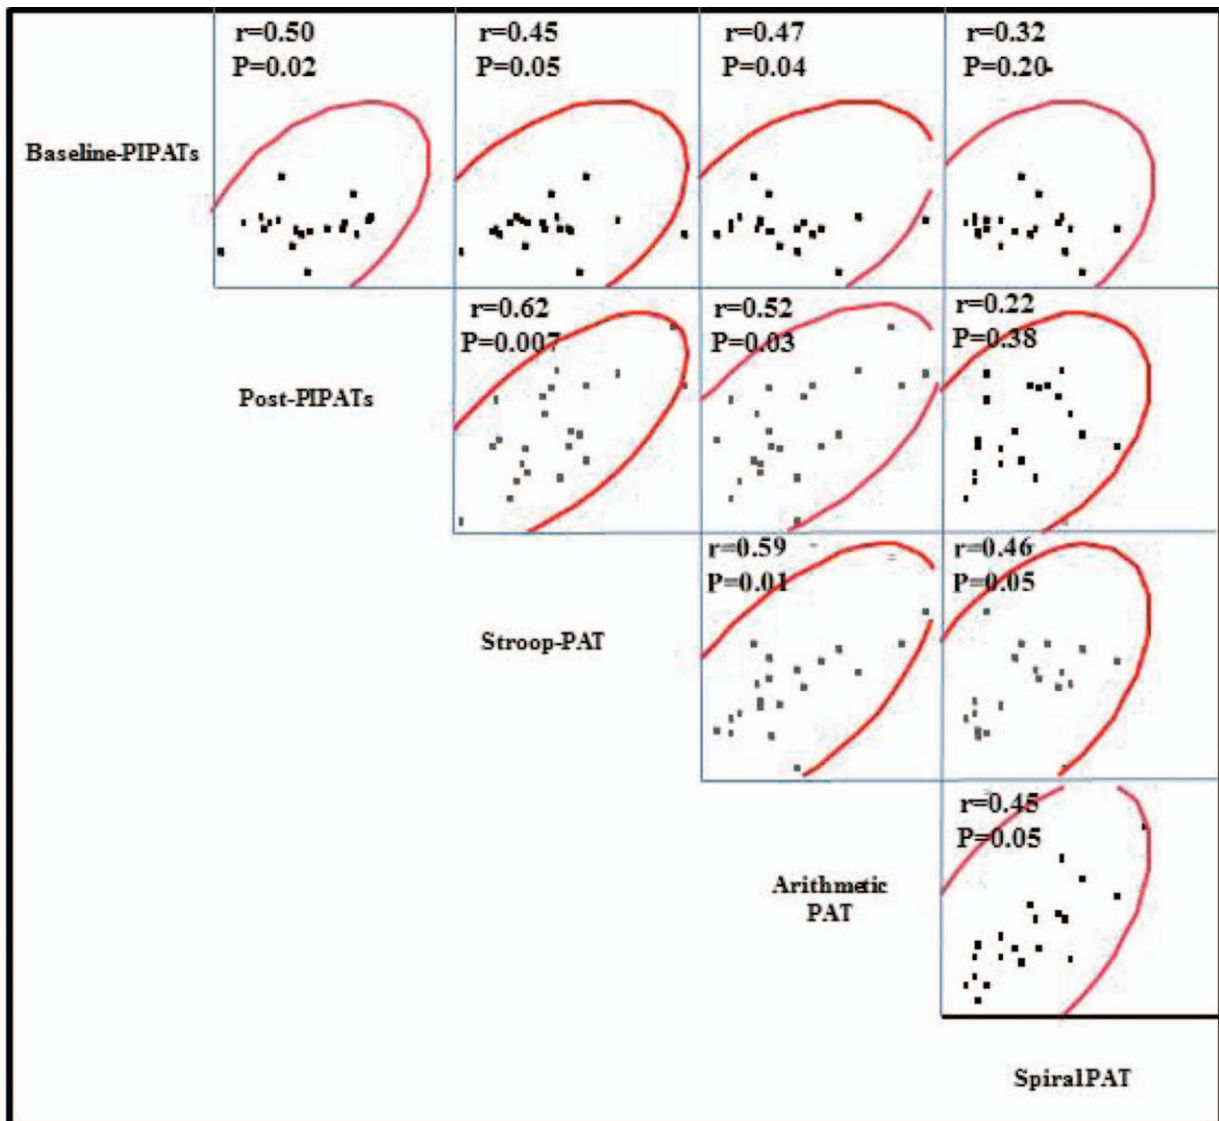 r=0.50
P=0.02
r=0.45
P=0.05
r=0.47
P=0.04
r=0.32
P=0.20
Baseline-PIPATs
r=0.62
P=0.007
r=0.52
P=0.03
r=0.22
P=0.38
Post-PIPATs
r=0.59
P=0.01
r=0.46
P=0.05
Stroop-PAT
r=0.45
P=0.05
Arithmetic
PAT
Spiral PAT